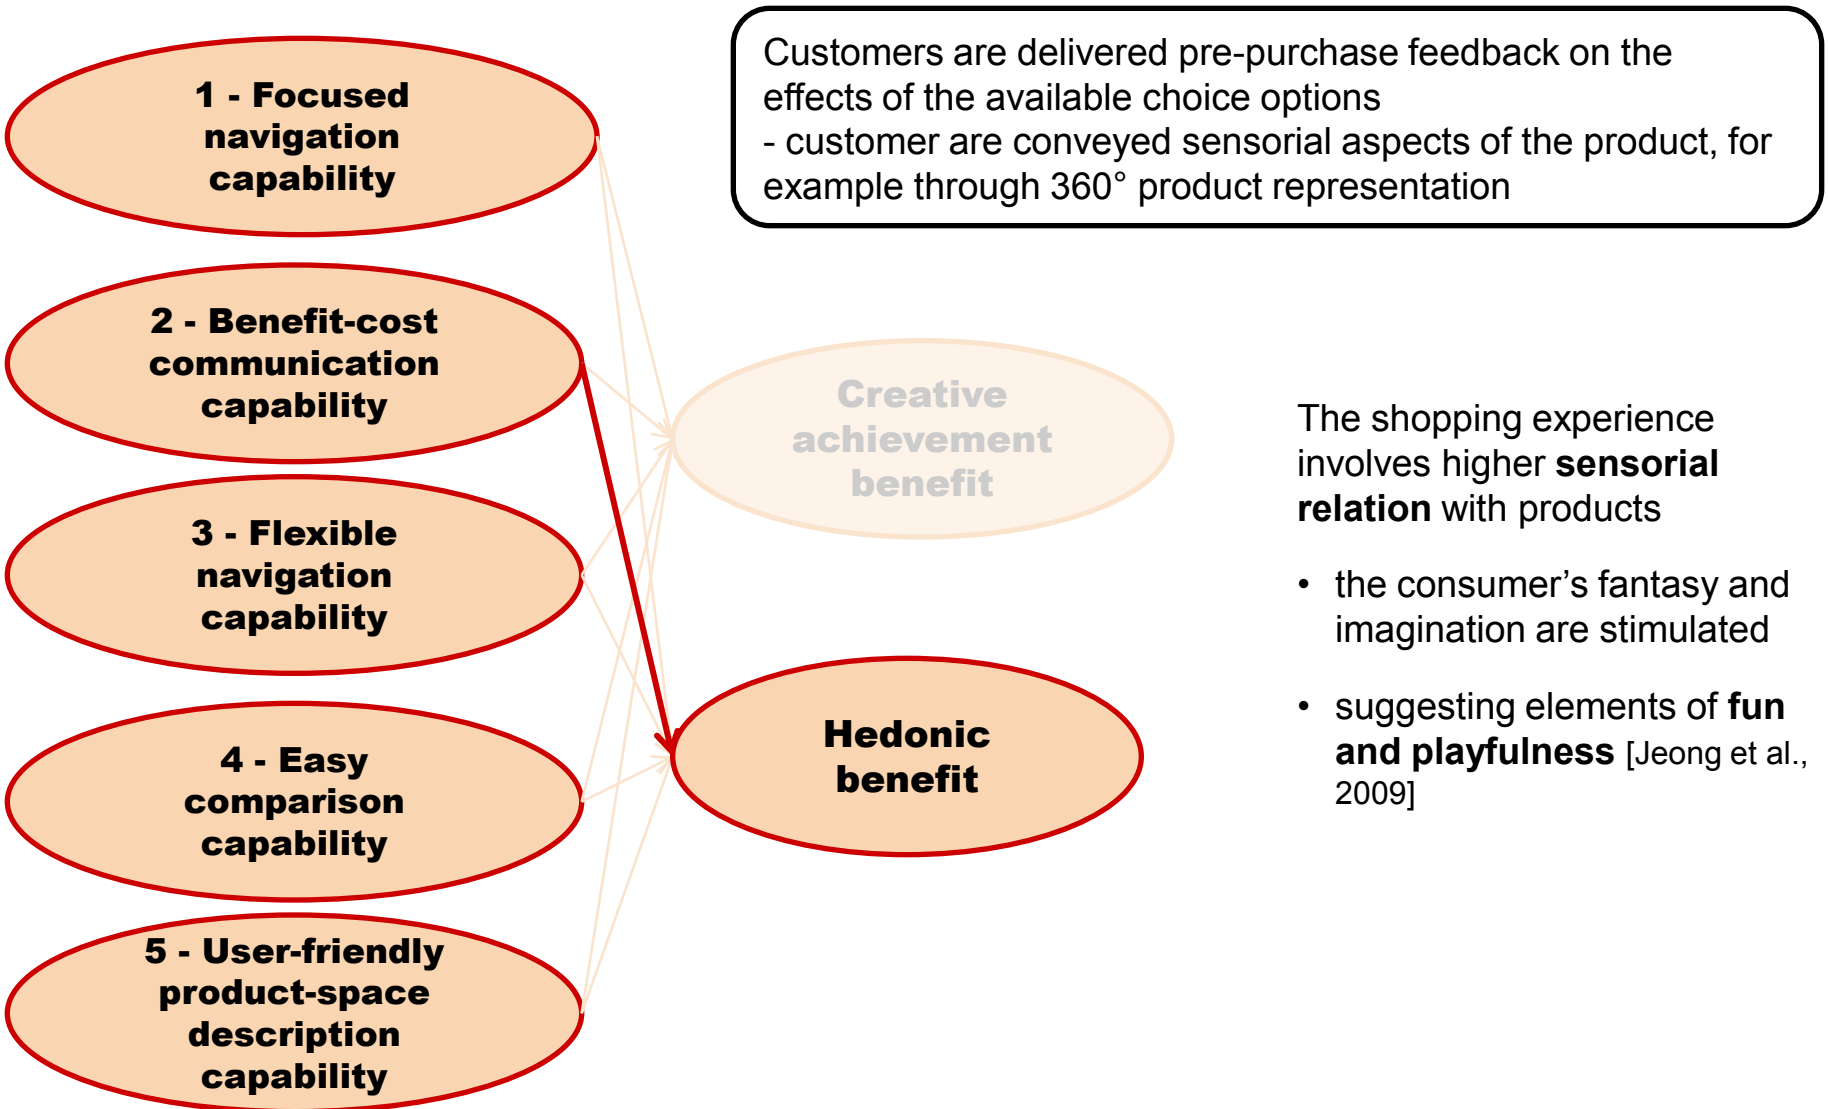 1 - Focused
navigation
capability
2 - Benefit-cost
communication
capability
3 - Flexible
navigation
capability
4 - Easy
comparison
capability
5 - User-friendly
product-space
description
capability
Customers are delivered pre-purchase feedback on the
effects of the available choice options
- customer are conveyed sensorial aspects of the product, for
example through 360° product representation
Creative
achievement
benefit
Hedonic
benefit
The shopping experience
involves higher sensorial
relation with products
• the consumer’s fantasy and
imagination are stimulated
• suggesting elements of fun
and playfulness [Jeong et al.,
2009]